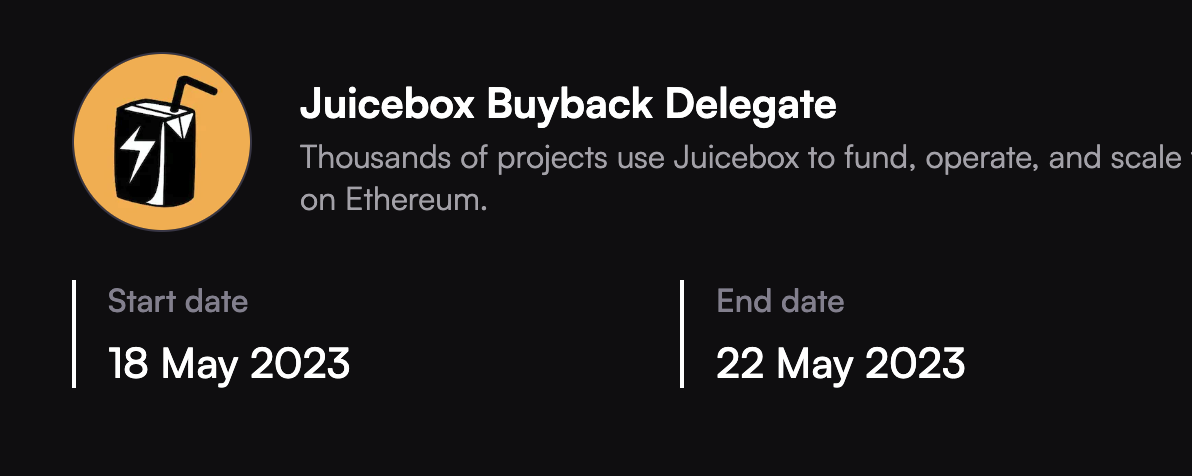 Juicebox Buyback Delegate
Thousands of projects use Juicebox to fund, operate, and scale
on Ethereum.
Start date
18 May 2023
End date
22 May 2023